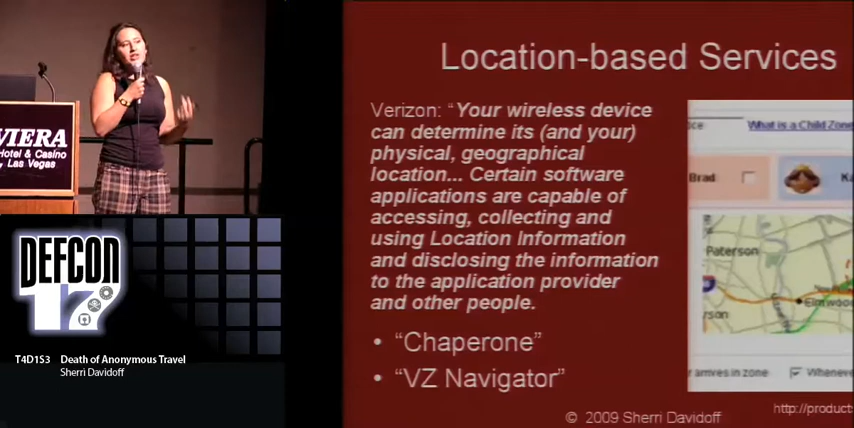 VIERA
Hotel & Casino
Las Vegas
DEFCON
17
T4D1S3 Death of Anonymous Travel
Sherri Davidoff
Location-based Services
Verizon: “Your wireless device
can determine its (and your)
physical, geographical
location... Certain software
applications are capable of
accessing, collecting and
using Location Information
and disclosing the information
to the application provider
and other people.
• “Chaperone”
• “VZ Navigator”
What is a Child Zone
Brad:
Paterson
Elmwoo
r arrives in zone
Wheneve
http://product
© 2009 Sherri Davidoff